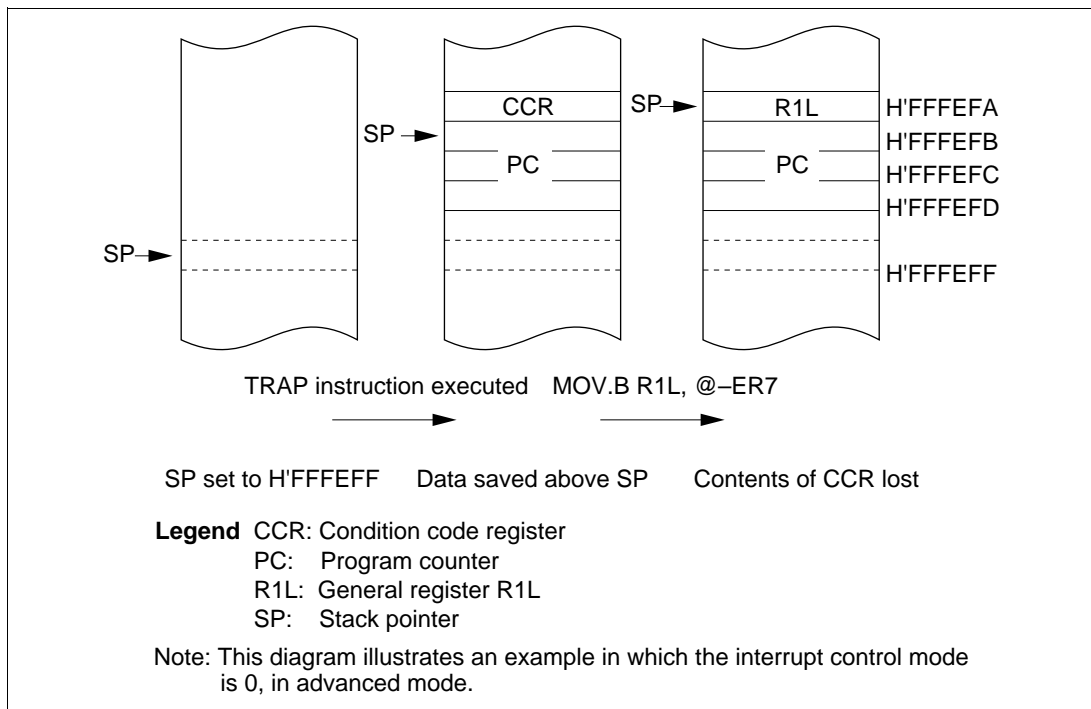 CCR
SP
R1L
H'FFFEFA
SP
H'FFFEFB
PC
PC
H'FFFEFC
H'FFFEFD
SP
H'FFFEFF
TRAP instruction executed
MOV.B R1L, @–ER7
SP set to H'FFFEFF
Data saved above SP
Contents of CCR lost
Legend CCR: Condition code register
PC: Program counter
R1L: General register R1L
SP: Stack pointer
Note: This diagram illustrates an example in which the interrupt control mode
is 0, in advanced mode.